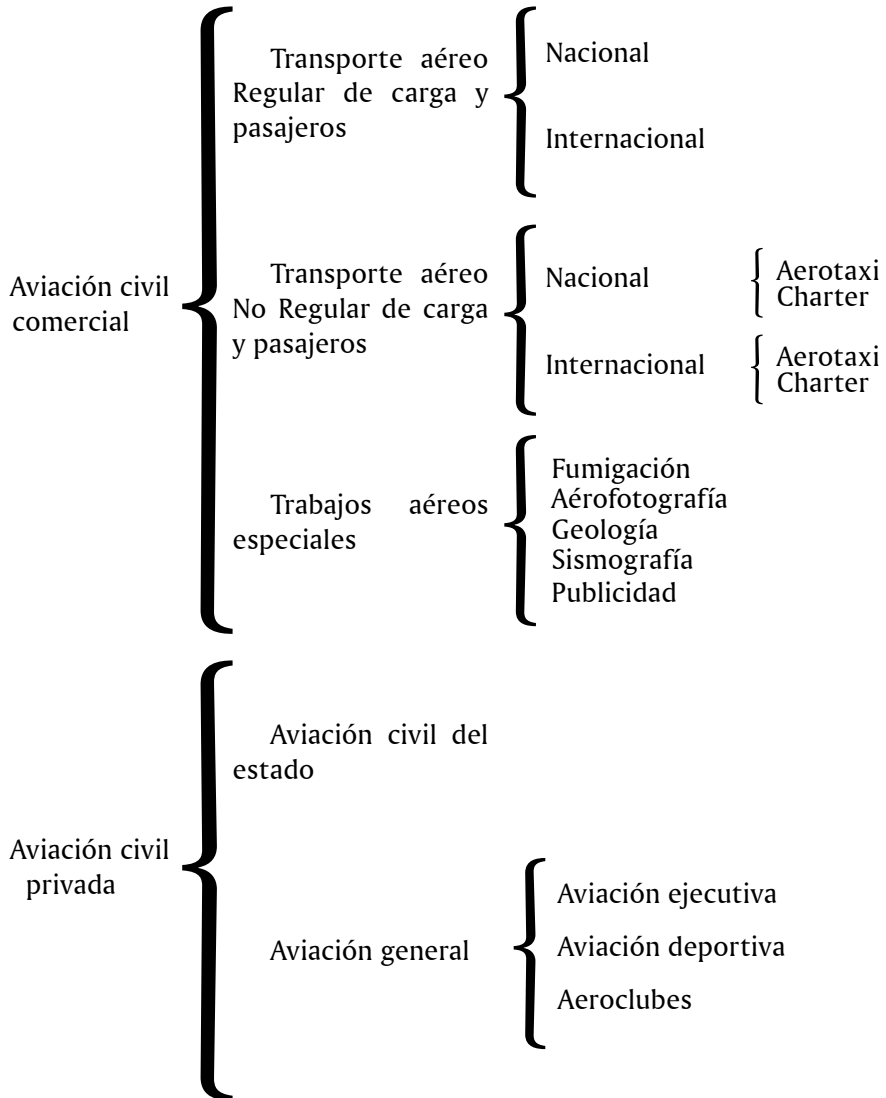 Aviación civil
comercial
Transporte aéreo
Regular de carga y
pasajeros
Nacional
Internacional
Transporte aéreo
No Regular de carga
y pasajeros
Nacional
Aerotaxi
Charter
Internacional
Aerotaxi
Charter
Trabajos aéreos
especiales
Fumigación
Aérofotografía
Geología
Sismografía
Publicidad
Aviación civil
privada
Aviación civil del
estado
Aviación general
Aviación ejecutiva
Aviación deportiva
Aeroclubes